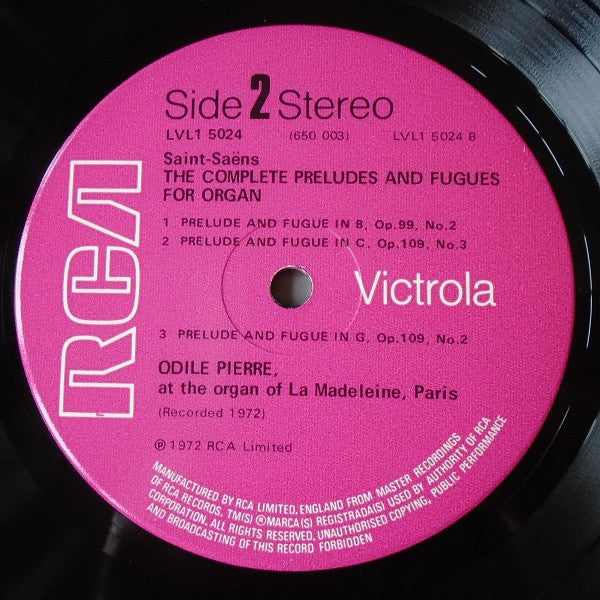 Side 2 Stereo
LVL1 5024 (650 003) LVL1 5024 B
Saint-Saëns
THE COMPLETE PRELUDES AND FUGUES
FOR ORGAN
1 PRELUDE AND FUGUE IN B, Op.99, No.2
2 PRELUDE AND FUGUE IN C, Op.109, No.3
RCA
Victrola
3 PRELUDE AND FUGUE IN G, Op.109, No.2
ODILE PIERRE,
at the organ of La Madeleine, Paris
(Recorded 1972)
℗ 1972 RCA Limited
MANUFACTURED BY RCA LIMITED, ENGLAND FROM MASTER RECORDINGS
OF RCA RECORDS. TM(S) ® MARCA(S) REGISTRADA(S) USED BY AUTHORITY OF RCA
CORPORATION, ALL RIGHTS RESERVED, UNAUTHORISED COPYING, PUBLIC PERFORMANCE
AND BROADCASTING OF THIS RECORD FORBIDDEN